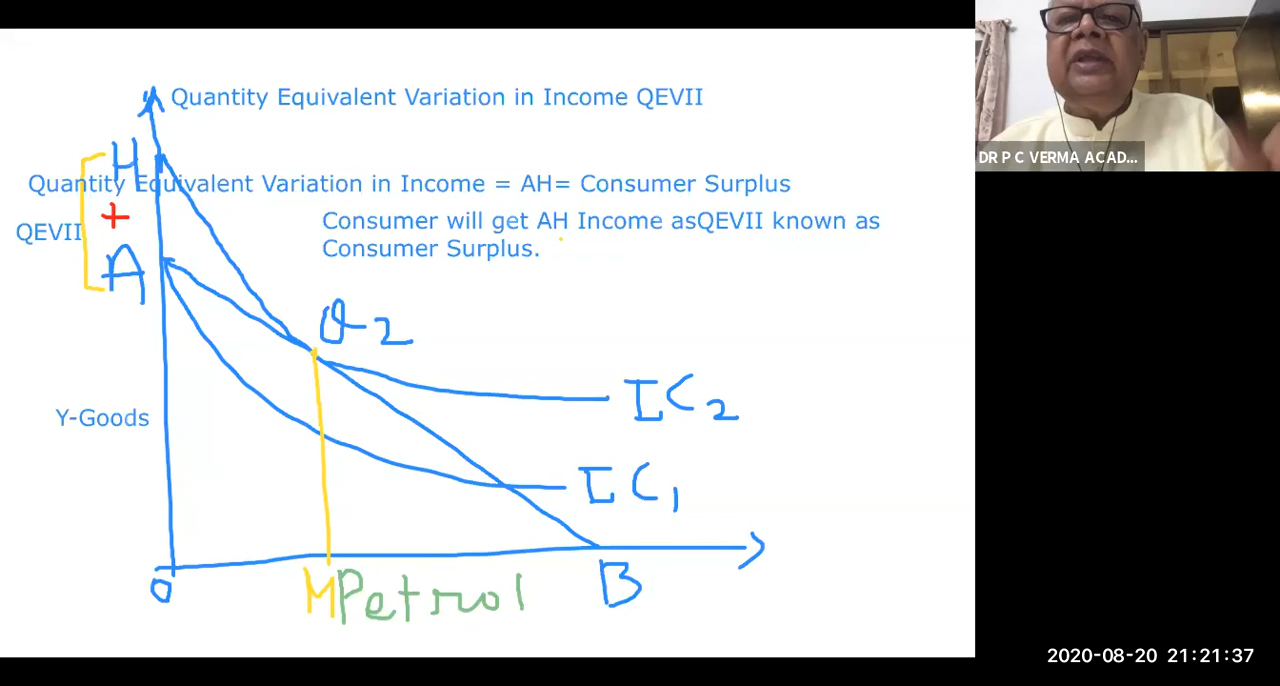 Quantity Equivalent Variation in Income QEVII
H
Quantity Equivalent Variation in Income = AH= Consumer Surplus
+
QEVII
Consumer will get AH Income asQEVII known as
Consumer Surplus.
A
Q2
IC2
Y-Goods
IC1
O
M
Petrol
B
DR P C VERMA ACAD...
2020-08-20 21:21:37